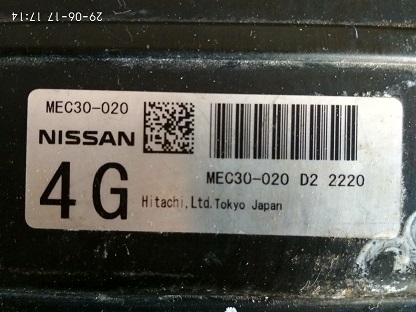 29-06-17 17:14
MEC30-020
NISSAN
4G
MEC30-020 D2 2220
Hitachi,Ltd.Tokyo Japan